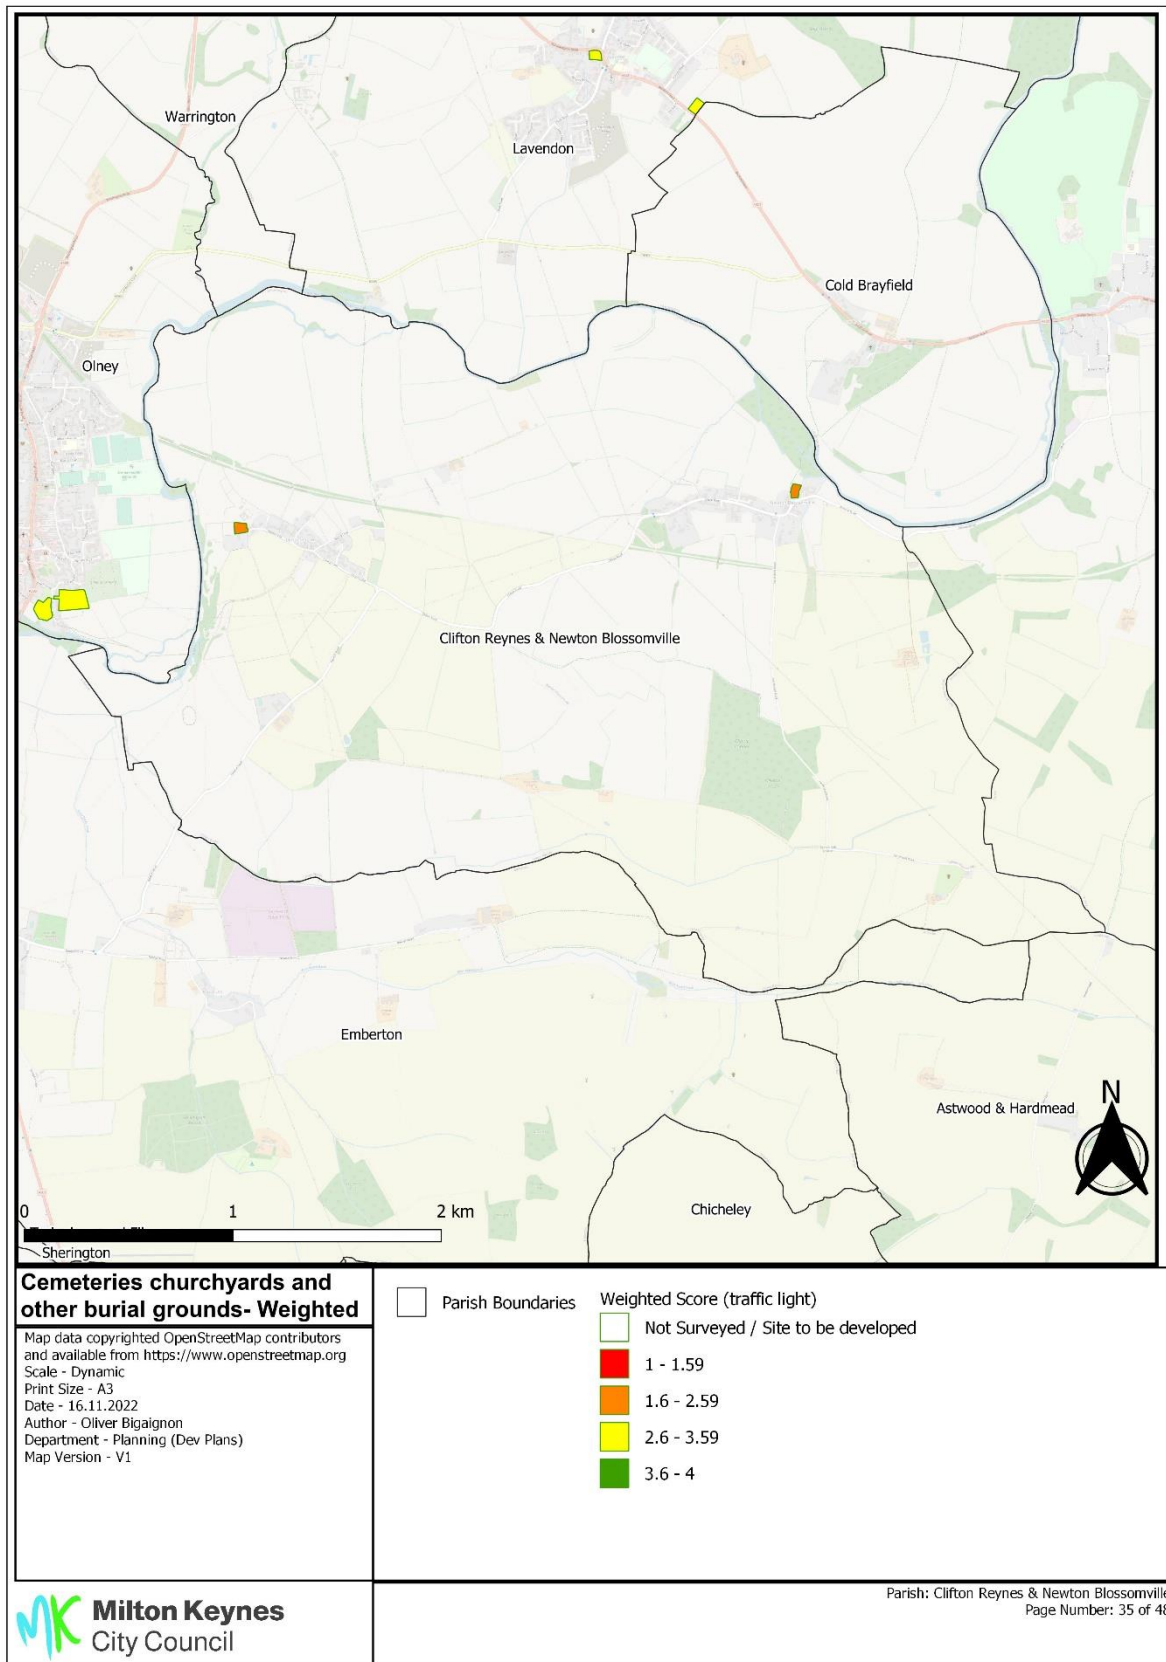 Warrington
Lavendon
Cold Brayfield
Olney
Clifton Reynes & Newton Blossomville
Emberton
Astwood & Hardmead
N
Chicheley
0 1 2 km
Sherington
Cemeteries churchyards and
other burial grounds- Weighted
Map data copyrighted OpenStreetMap contributors
and available from https://www.openstreetmap.org
Scale - Dynamic
Print Size - A3
Date - 16.11.2022
Author - Oliver Bigaignon
Department - Planning (Dev Plans)
Map Version - V1
Parish Boundaries
Weighted Score (traffic light)
Not Surveyed / Site to be developed
1 - 1.59
1.6 - 2.59
2.6 - 3.59
3.6 - 4
MK Milton Keynes
City Council
Parish: Clifton Reynes & Newton Blossomville
Page Number: 35 of 48